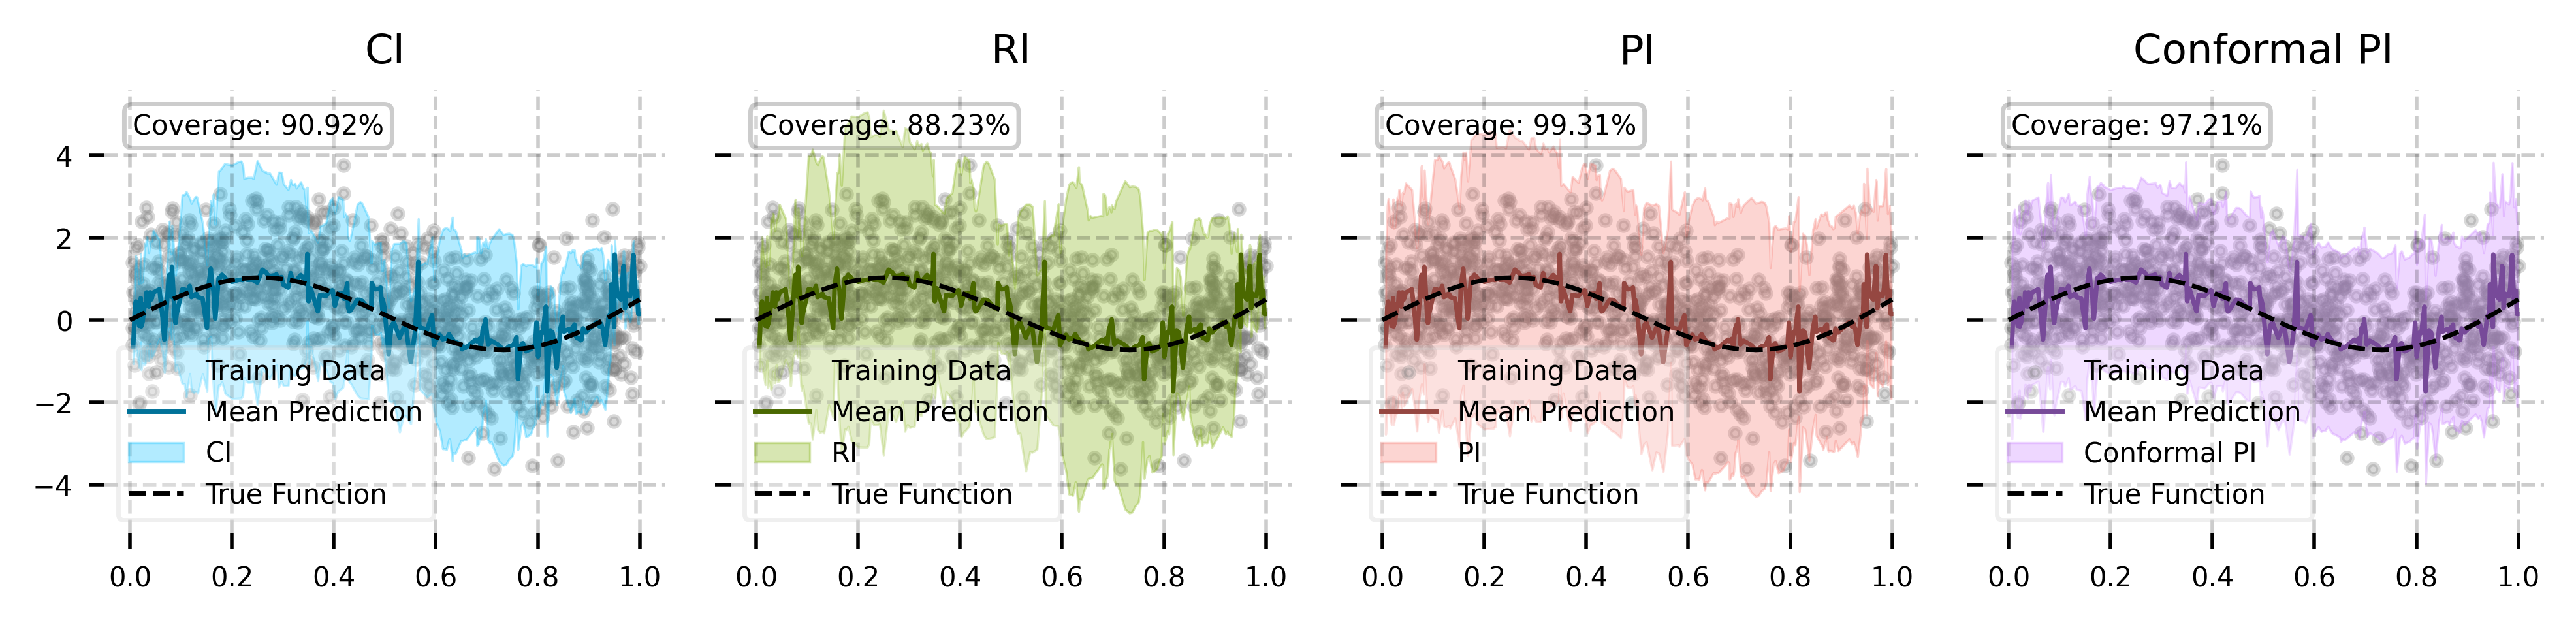 CI
RI
PI
Conformal PI
Coverage: 90.92%
Coverage: 88.23%
Coverage: 99.31%
Coverage: 97.21%
4
2
0
−2
−4
Training Data
Mean Prediction
CI
True Function
Training Data
Mean Prediction
RI
True Function
Training Data
Mean Prediction
PI
True Function
Training Data
Mean Prediction
Conformal PI
True Function
0.0 0.2 0.4 0.6 0.8 1.0
0.0 0.2 0.4 0.6 0.8 1.0
0.0 0.2 0.4 0.6 0.8 1.0
0.0 0.2 0.4 0.6 0.8 1.0